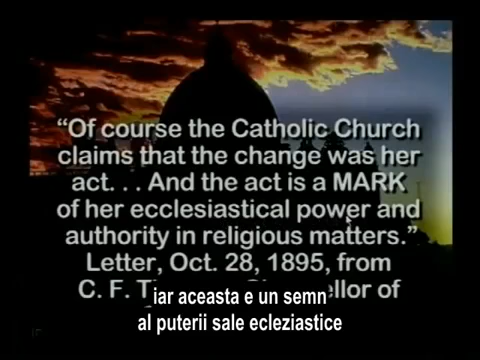 “Of course the Catholic Church
claims that the change was her
act. . . And the act is a MARK
of her ecclesiastical power and
authority in religious matters.”
Letter, Oct. 28, 1895, from
C. F. of
iar aceasta e un semn
al puterii sale ecleziastice